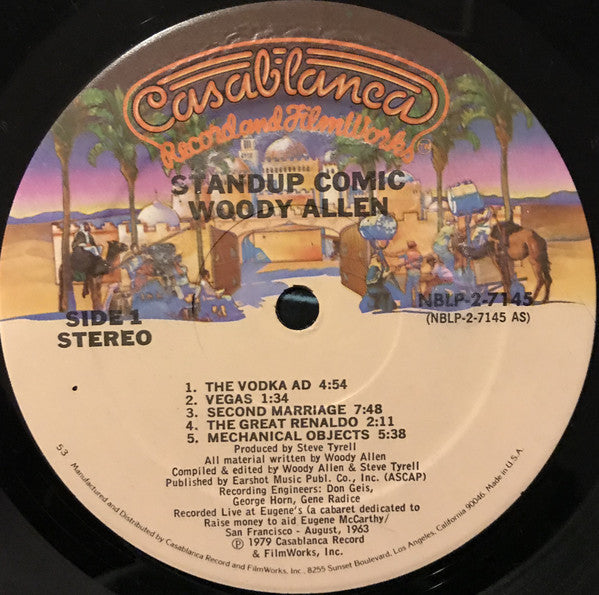 Casablanca
Record and FilmWorks™
STANDUP COMIC
WOODY ALLEN
SIDE 1
STEREO
NBLP-2-7145
(NBLP-2-7145 AS)
1. THE VODKA AD 4:54
2. VEGAS 1:34
3. SECOND MARRIAGE 7:48
4. THE GREAT RENALDO 2:11
5. MECHANICAL OBJECTS 5:38
Produced by Steve Tyrell
All material written by Woody Allen
Compiled & edited by Woody Allen & Steve Tyrell
Published by Earshot Music Publ. Co., Inc. (ASCAP)
Recording Engineers: Don Geis,
George Horn, Gene Radice
Recorded Live at Eugene's (a cabaret dedicated to
Raise money to aid Eugene McCarthy/
San Francisco - August, 1963
Ⓟ 1979 Casablanca Record
& FilmWorks, Inc.
53 - Manufactured and Distributed by Casablanca Record and FilmWorks, Inc., 8255 Sunset Boulevard, Los Angeles, California 90046. Made in U.S.A.